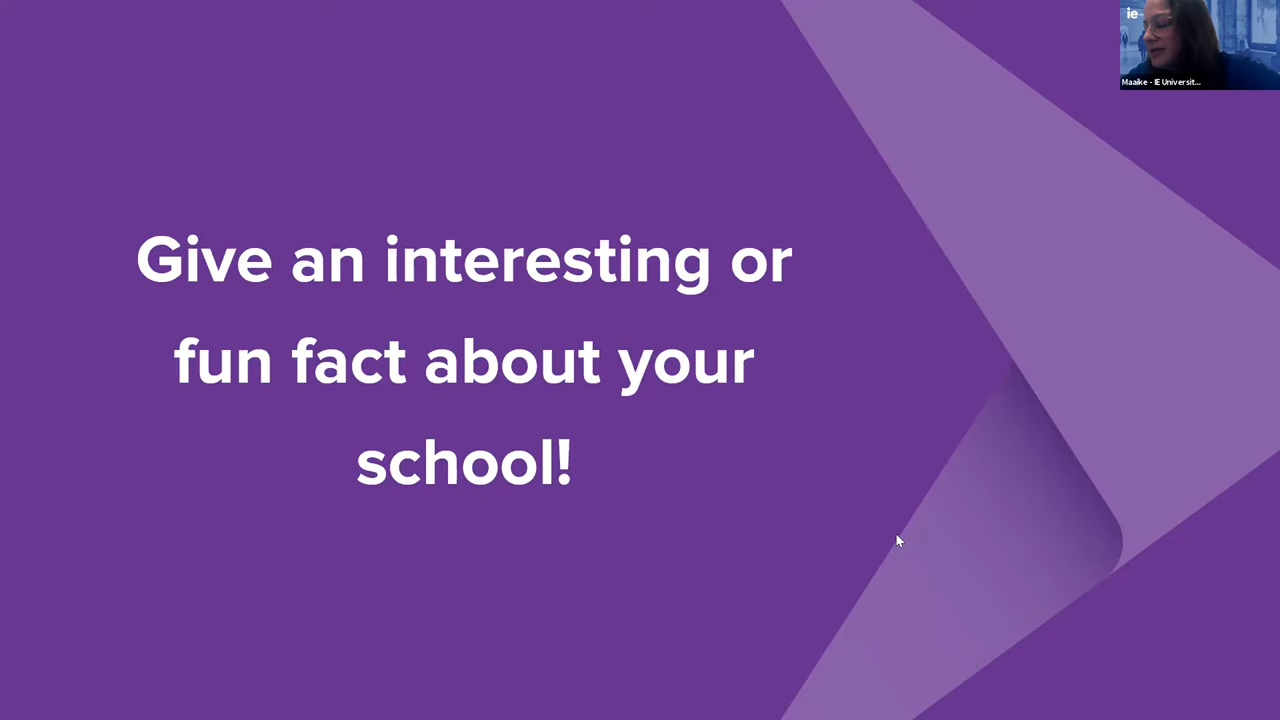 ie
Maaike - IE Universit...
Give an interesting or
fun fact about your
school!